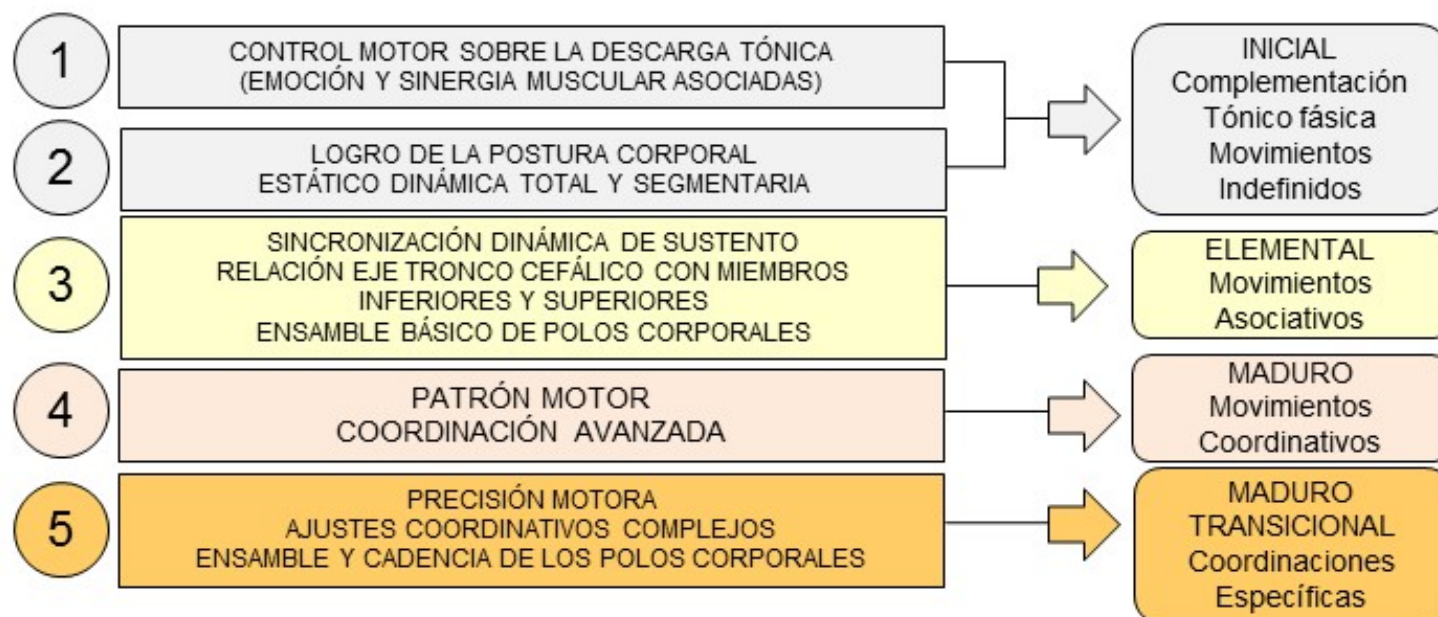 1
CONTROL MOTOR SOBRE LA DESCARGA TÓNICA
(EMOCIÓN Y SINERGIA MUSCULAR ASOCIADAS)
2
LOGRO DE LA POSTURA CORPORAL
ESTÁTICO DINÁMICA TOTAL Y SEGMENTARIA
INICIAL
Complementación
Tónico fásica
Movimientos
Indefinidos
3
SINCRONIZACIÓN DINÁMICA DE SUSTENTO
RELACIÓN EJE TRONCO CEFÁLICO CON MIEMBROS
INFERIORES Y SUPERIORES
ENSAMBLE BÁSICO DE POLOS CORPORALES
ELEMENTAL
Movimientos
Asociativos
4
PATRÓN MOTOR
COORDINACIÓN AVANZADA
MADURO
Movimientos
Coordinativos
5
PRECISIÓN MOTORA
AJUSTES COORDINATIVOS COMPLEJOS
ENSAMBLE Y CADENCIA DE LOS POLOS CORPORALES
MADURO
TRANSICIONAL
Coordinaciones
Específicas